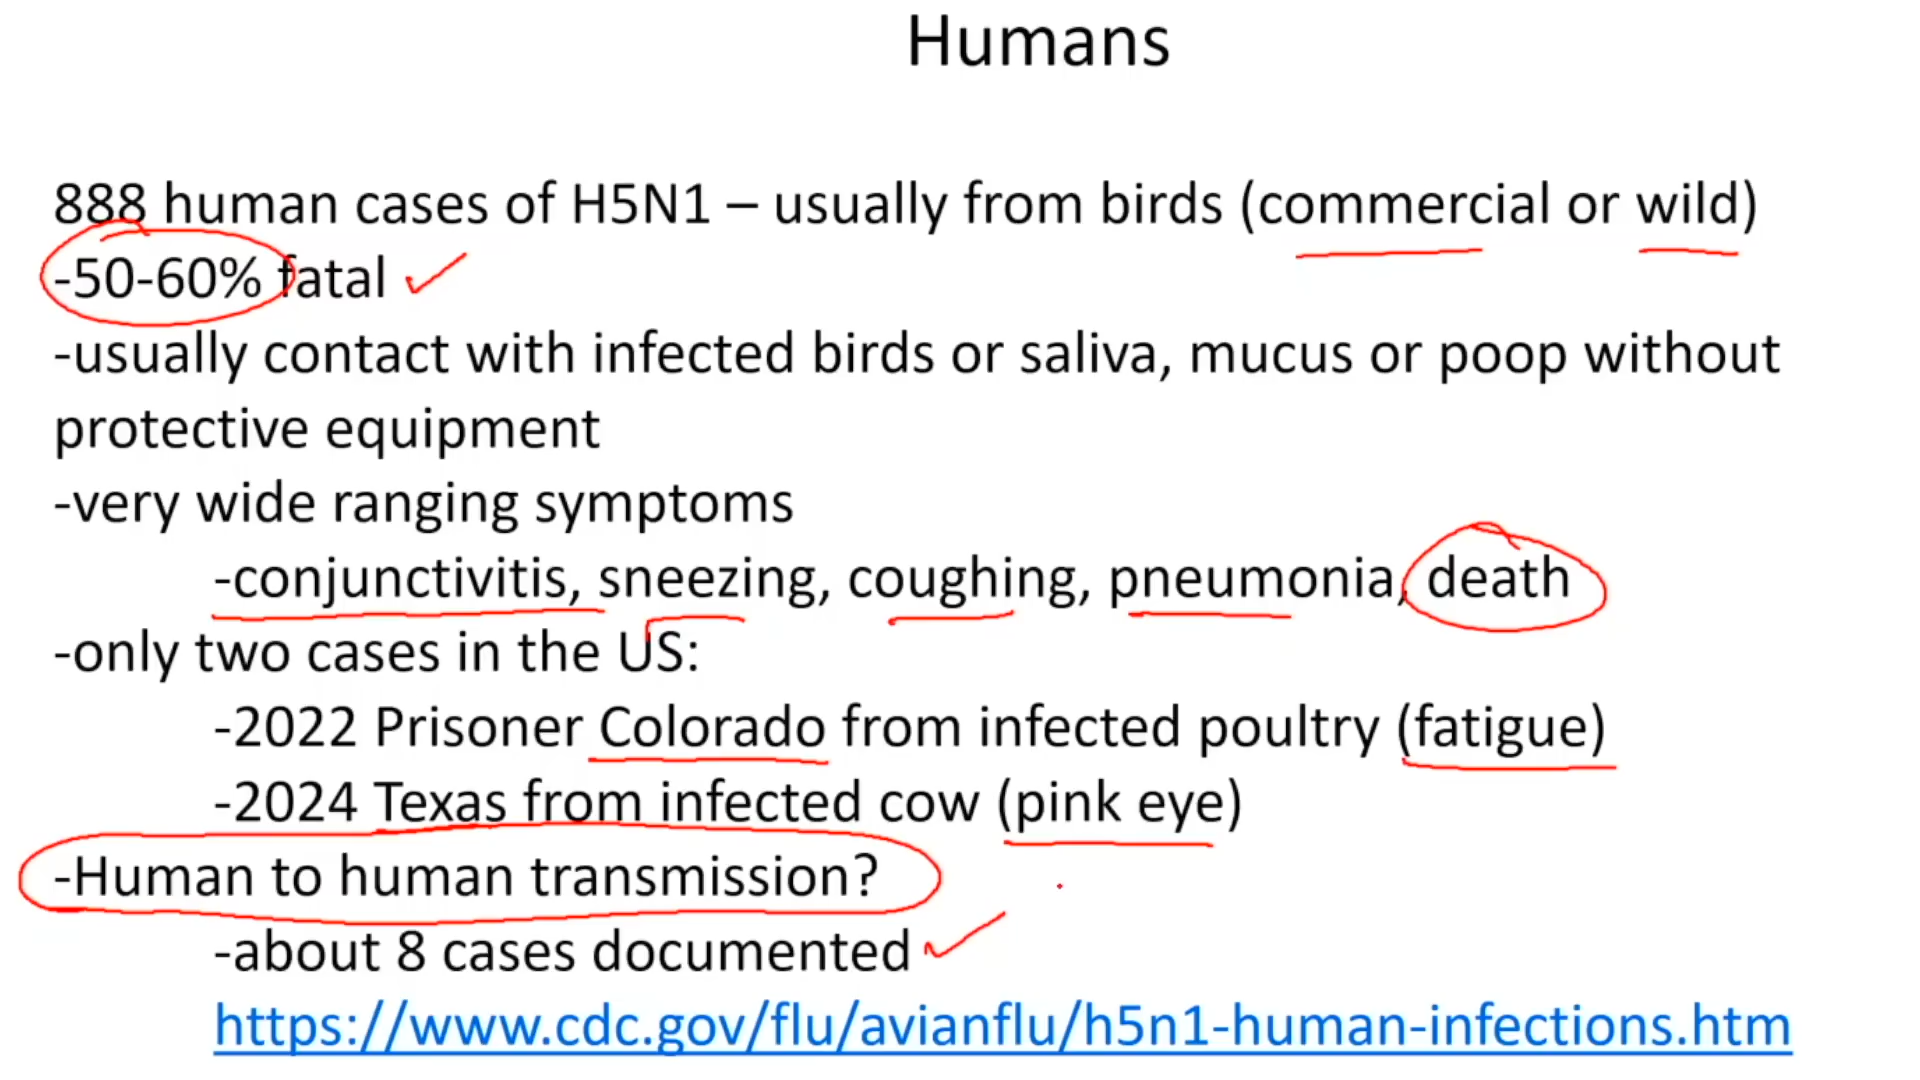 Humans
888 human cases of H5N1 – usually from birds (commercial or wild)
-50-60% fatal
-usually contact with infected birds or saliva, mucus or poop without
protective equipment
-very wide ranging symptoms
-conjunctivitis, sneezing, coughing, pneumonia, death
-only two cases in the US:
-2022 Prisoner Colorado from infected poultry (fatigue)
-2024 Texas from infected cow (pink eye)
-Human to human transmission?
-about 8 cases documented
https://www.cdc.gov/flu/avianflu/h5n1-human-infections.htm